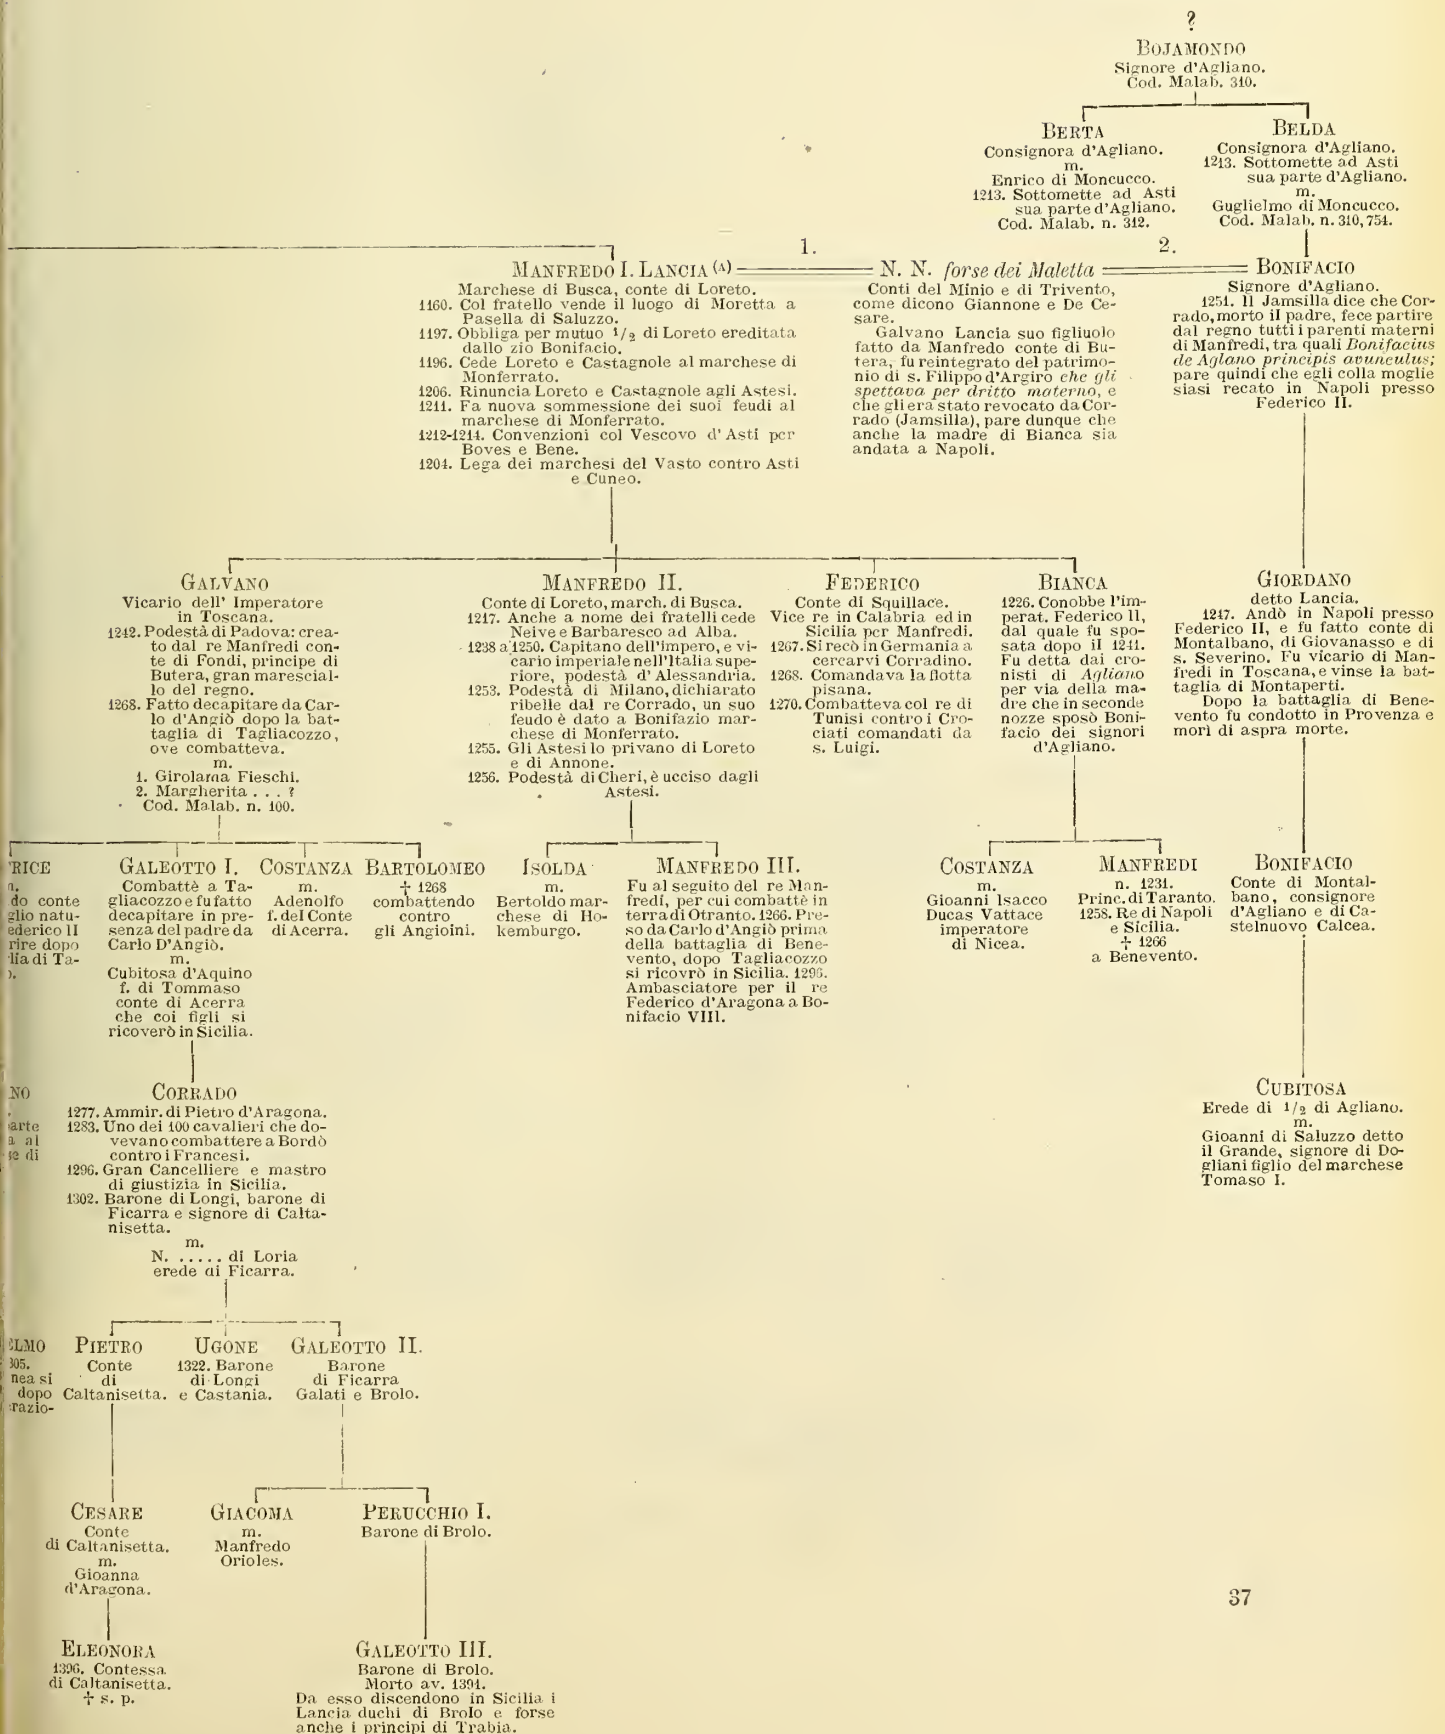 ?
BOJAMONDO
Signore d'Agliano.
Cod. Malab. 310.
BERTA
Consignora d'Agliano.
m.
Enrico di Moncucco.
1213. Sottomette ad Asti
sua parte d'Agliano.
Cod. Malab. n. 312.
BELDA
Consignora d'Agliano.
1213. Sottomette ad Asti
sua parte d'Agliano.
m.
Guglielmo di Moncucco.
Cod. Malab. n. 310, 754.
1.
2.
MANFREDO I. LANCIA (A)
Marchese di Busca, conte di Loreto.
1160. Col fratello vende il luogo di Moretta a
Pasella di Saluzzo.
1197. Obbliga per mutuo 1/2 di Loreto ereditata
dallo zio Bonifacio.
1196. Cede Loreto e Castagnole al marchese di
Monferrato.
1206. Rinuncia Loreto e Castagnole agli Astesi.
1211. Fa nuova sommessione dei suoi feudi al
marchese di Monferrato.
1212-1214. Convenzioni col Vescovo d'Asti per
Boves e Bene.
1204. Lega dei marchesi del Vasto contro Asti
e Cuneo.
N. N. forse dei Maletta
Conti del Minio e di Trivento,
come dicono Giannone e De Ce-
sare.
Galvano Lancia suo figliuolo
fatto da Manfredo conte di Bu-
tera, fu reintegrato del patrimo-
nio di s. Filippo d'Argiro che gli
spettava per dritto materno, e
che gli era stato revocato da Cor-
rado (Jamsilla), pare dunque che
anche la madre di Bianca sia
andata a Napoli.
BONIFACIO
Signore d'Agliano.
1251. Il Jamsilla dice che Cor-
rado, morto il padre, fece partire
dal regno tutti i parenti materni
di Manfredi, tra quali Bonifacius
de Aglano principis avunculus;
pare quindi che egli colla moglie
siasi recato in Napoli presso
Federico II.
GALVANO
Vicario dell' Imperatore
in Toscana.
1242. Podestà di Padova: crea-
to dal re Manfredi con-
te di Fondi, principe di
Butera, gran marescial-
lo del regno.
1268. Fatto decapitare da Car-
lo d'Angiò dopo la bat-
taglia di Tagliacozzo,
ove combatteva.
m.
1. Girolama Fieschi.
2. Margherita . . . ?
Cod. Malab. n. 100.
MANFREDO II.
Conte di Loreto, march. di Busca.
1217. Anche a nome dei fratelli cede
Neive e Barbaresco ad Alba.
1238 a 1250. Capitano dell'impero, e vi-
cario imperiale nell'Italia supe-
riore, podestà d'Alessandria.
1253. Podestà di Milano, dichiarato
ribelle dal re Corrado, un suo
feudo è dato a Bonifazio mar-
chese di Monferrato.
1255. Gli Astesi lo privano di Loreto
e di Annone.
1256. Podestà di Cheri, è ucciso dagli
Astesi.
FEDERICO
Conte di Squillace.
Vice re in Calabria ed in
Sicilia per Manfredi.
1267. Si recò in Germania a
cercarvi Corradino.
1268. Comandava la flotta
pisana.
1270. Combatteva col re di
Tunisi contro i Cro-
ciati comandati da
s. Luigi.
BIANCA
1226. Conobbe l'im-
perat. Federico II,
dal quale fu spo-
sata dopo il 1241.
Fu detta dai cro-
nisti di Agliano
per via della ma-
dre che in seconde
nozze sposò Boni-
facio dei signori
d'Agliano.
GIORDANO
detto Lancia.
1247. Andò in Napoli presso
Federico II, e fu fatto conte di
Montalbano, di Giovanasso e di
s. Severino. Fu vicario di Man-
fredi in Toscana, e vinse la bat-
taglia di Montaperti.
Dopo la battaglia di Bene-
vento fu condotto in Provenza e
morì di aspra morte.
RICE
do conte
glio natu-
ederico II
rire dopo
lia di Ta-
GALEOTTO I.
Combattè a Ta-
gliacozzo e fu fatto
decapitare in pre-
senza del padre da
Carlo D'Angiò.
m.
Cubitosa d'Aquino
f. di Tommaso
conte di Acerra
che coi figli si
ricoverò in Sicilia.
COSTANZA
m.
Adenolfo
f. del Conte
di Acerra.
BARTOLOMEO
† 1268
combattendo
contro
gli Angioini.
ISOLDA
m.
Bertoldo mar-
chese di Ho-
kemburgo.
MANFREDO III.
Fu al seguito del re Man-
fredi, per cui combattè in
terra di Otranto. 1266. Pre-
so da Carlo d'Angiò prima
della battaglia di Bene-
vento, dopo Tagliacozzo
si ricovrò in Sicilia. 1296.
Ambasciatore per il re
Federico d'Aragona a Bo-
nifacio VIII.
COSTANZA
m.
Gioanni Isacco
Ducas Vattace
imperatore
di Nicea.
MANFREDI
n. 1231.
Princ. di Taranto.
1258. Re di Napoli
e Sicilia.
† 1266
a Benevento.
BONIFACIO
Conte di Montal-
bano, consignore
d'Agliano e di Ca-
stelnuovo Calcea.
NO
arte
a al
se di
CORRADO
1277. Ammir. di Pietro d'Aragona.
1283. Uno dei 100 cavalieri che do-
vevano combattere a Bordò
contro i Francesi.
1296. Gran Cancelliere e mastro
di giustizia in Sicilia.
1302. Barone di Longi, barone di
Ficarra e signore di Calta-
nisetta.
m.
N. ..... di Loria
erede di Ficarra.
CUBITOSA
Erede di 1/2 di Agliano.
m.
Gioanni di Saluzzo detto
il Grande, signore di Do-
gliani figlio del marchese
Tomaso I.
ELMO
305.
nea si
dopo
razio-
PIETRO
Conte
di
Caltanisetta.
UGONE
1322. Barone
di Longi
e Castania.
GALEOTTO II.
Barone
di Ficarra
Galati e Brolo.
CESARE
Conte
di Caltanisetta.
m.
Gioanna
d'Aragona.
GIACOMA
m.
Manfredo
Orioles.
PERUCCHIO I.
Barone di Brolo.
37
ELEONORA
1396. Contessa
di Caltanisetta.
† s. p.
GALEOTTO III.
Barone di Brolo.
Morto av. 1391.
Da esso discendono in Sicilia i
Lancia duchi di Brolo e forse
anche i principi di Trabia.